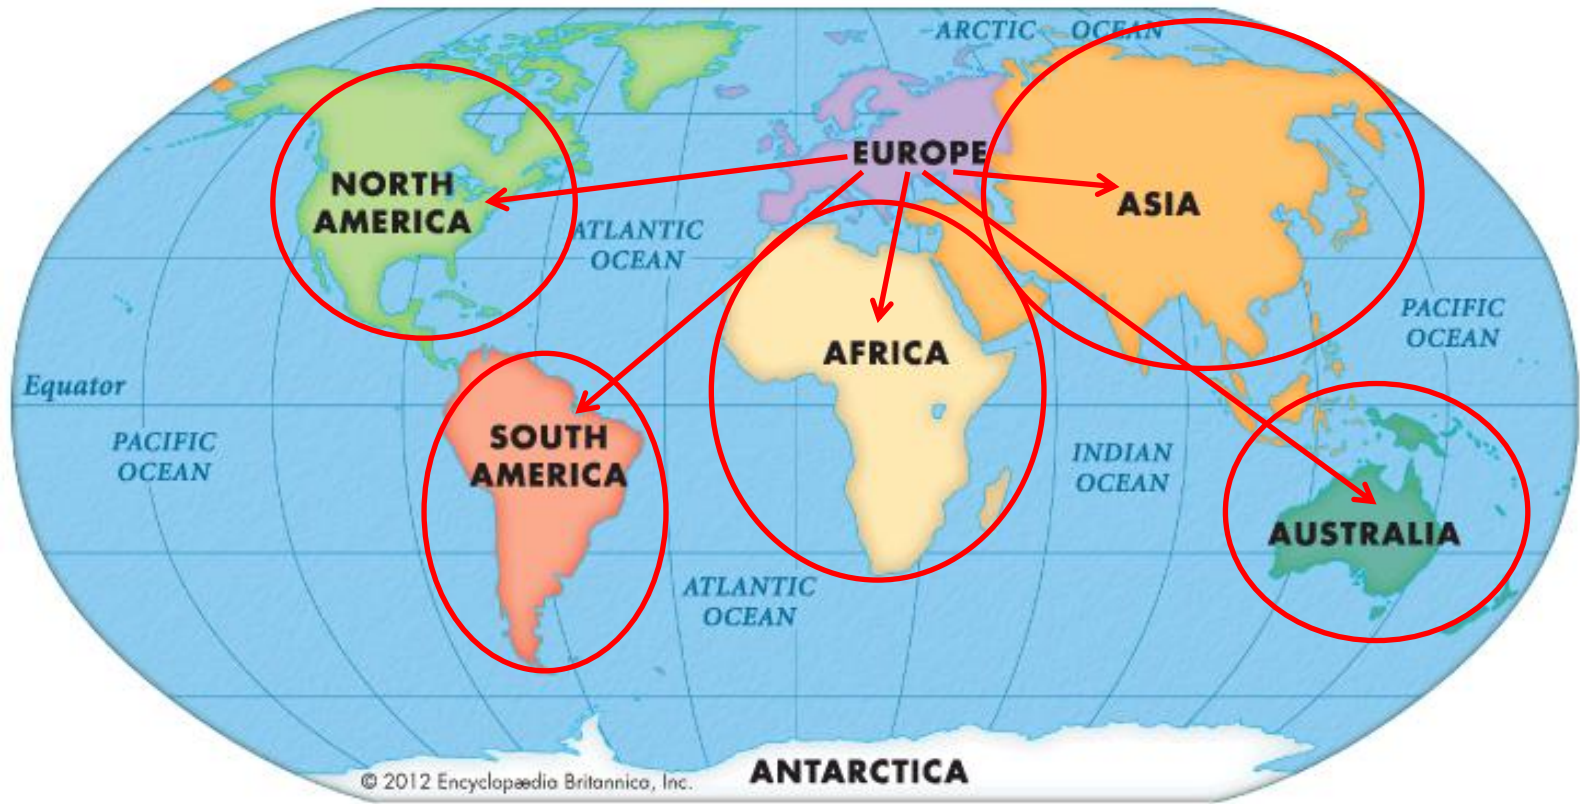 ARCTIC OCEAN
EUROPE
NORTH
AMERICA
ASIA
ATLANTIC
OCEAN
PACIFIC
OCEAN
AFRICA
Equator
PACIFIC
OCEAN
SOUTH
AMERICA
INDIAN
OCEAN
AUSTRALIA
ATLANTIC
OCEAN
ANTARCTICA
© 2012 Encyclopædia Britannica, Inc.